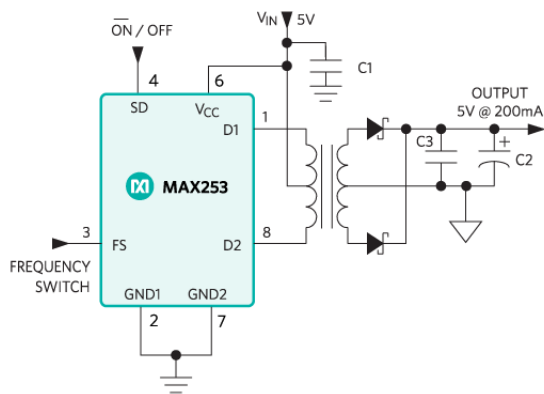 ON / OFF
VIN 5V
C1
4
6
SD
VCC
1
D1
OUTPUT
5V @ 200mA
C3
+
C2
MAX253
3
FS
8
D2
FREQUENCY
SWITCH
GND1
GND2
2
7